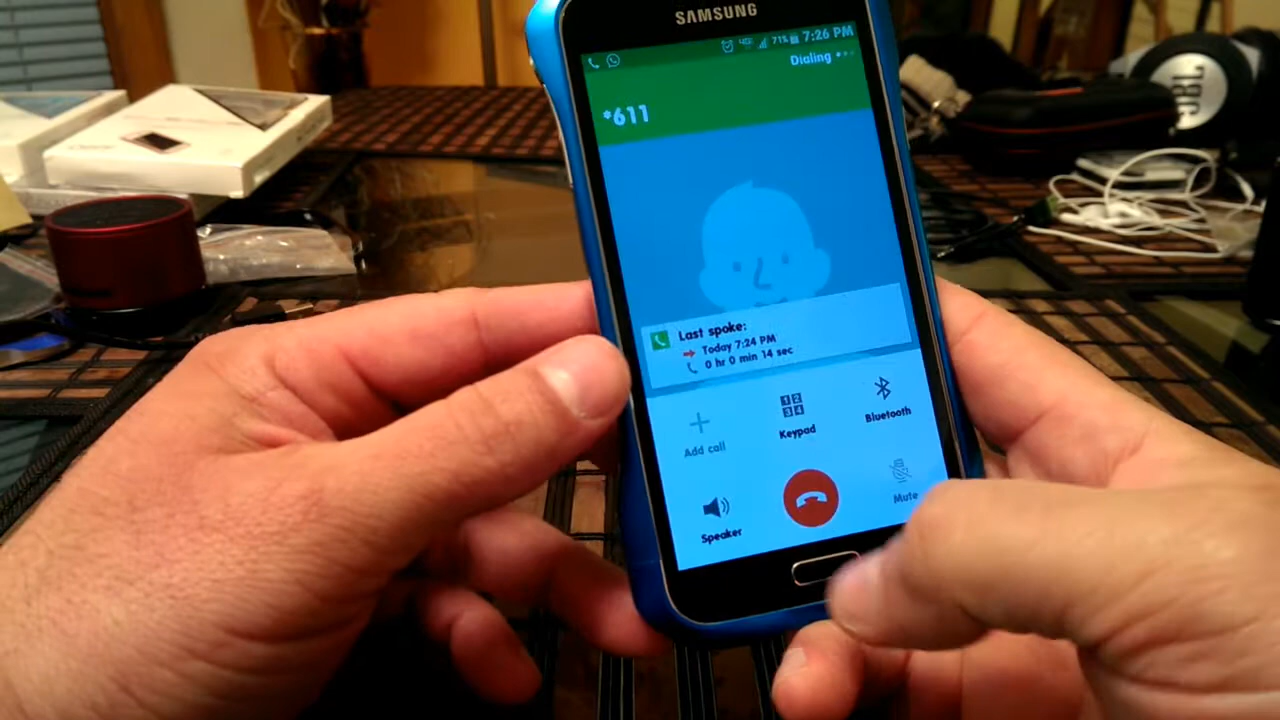 SAMSUNG
71% 7:26 PM
Dialing
*611
Last spoke:
Today 7:24 PM
0 hr 0 min 14 sec
Add call
Keypad
Bluetooth
Speaker
Mute
JBL